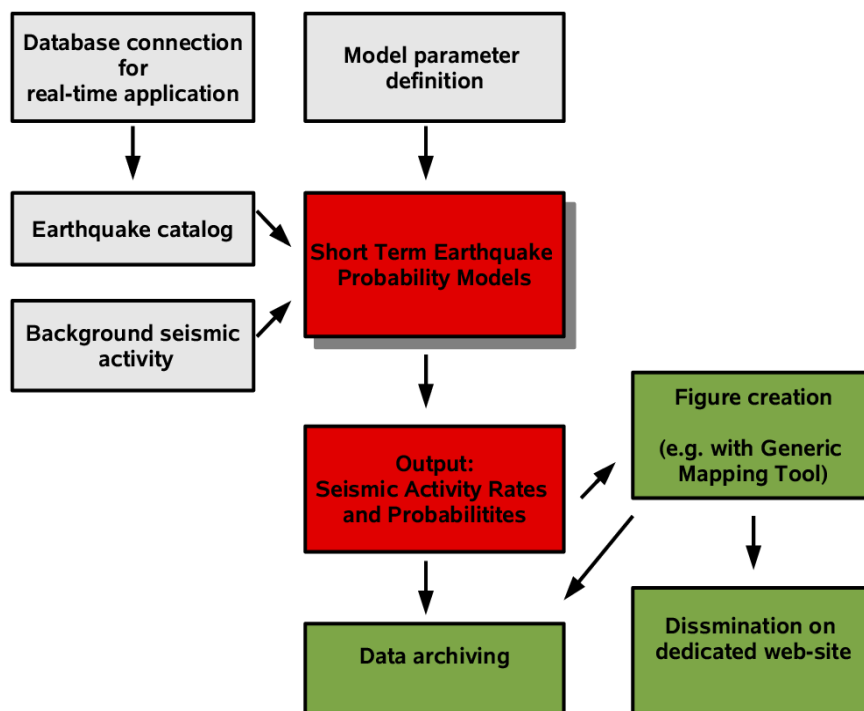 Database connection
for
real-time application
Model parameter
definition
Earthquake catalog
Short Term Earthquake
Probability Models
Background seismic
activity
Figure creation
(e.g. with Generic
Mapping Tool)
Output:
Seismic Activity Rates
and Probabilitites
Data archiving
Dissmination on
dedicated web-site